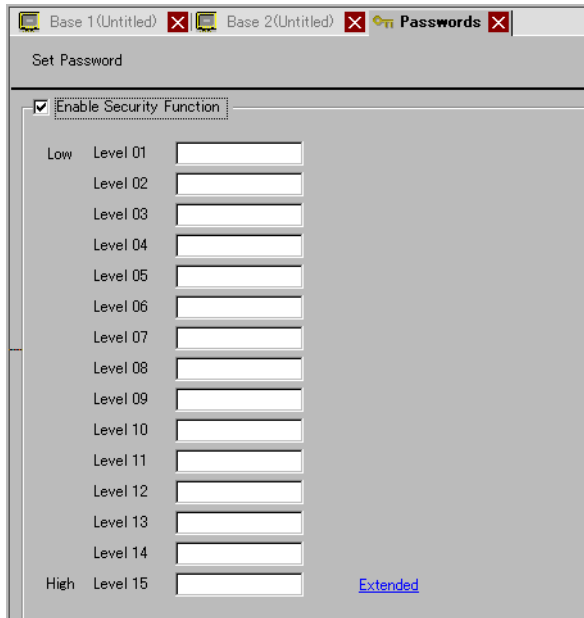 Base 1(Untitled) Base 2(Untitled) Passwords
Set Password
Enable Security Function
Low Level 01
Level 02
Level 03
Level 04
Level 05
Level 06
Level 07
Level 08
Level 09
Level 10
Level 11
Level 12
Level 13
Level 14
High Level 15 Extended